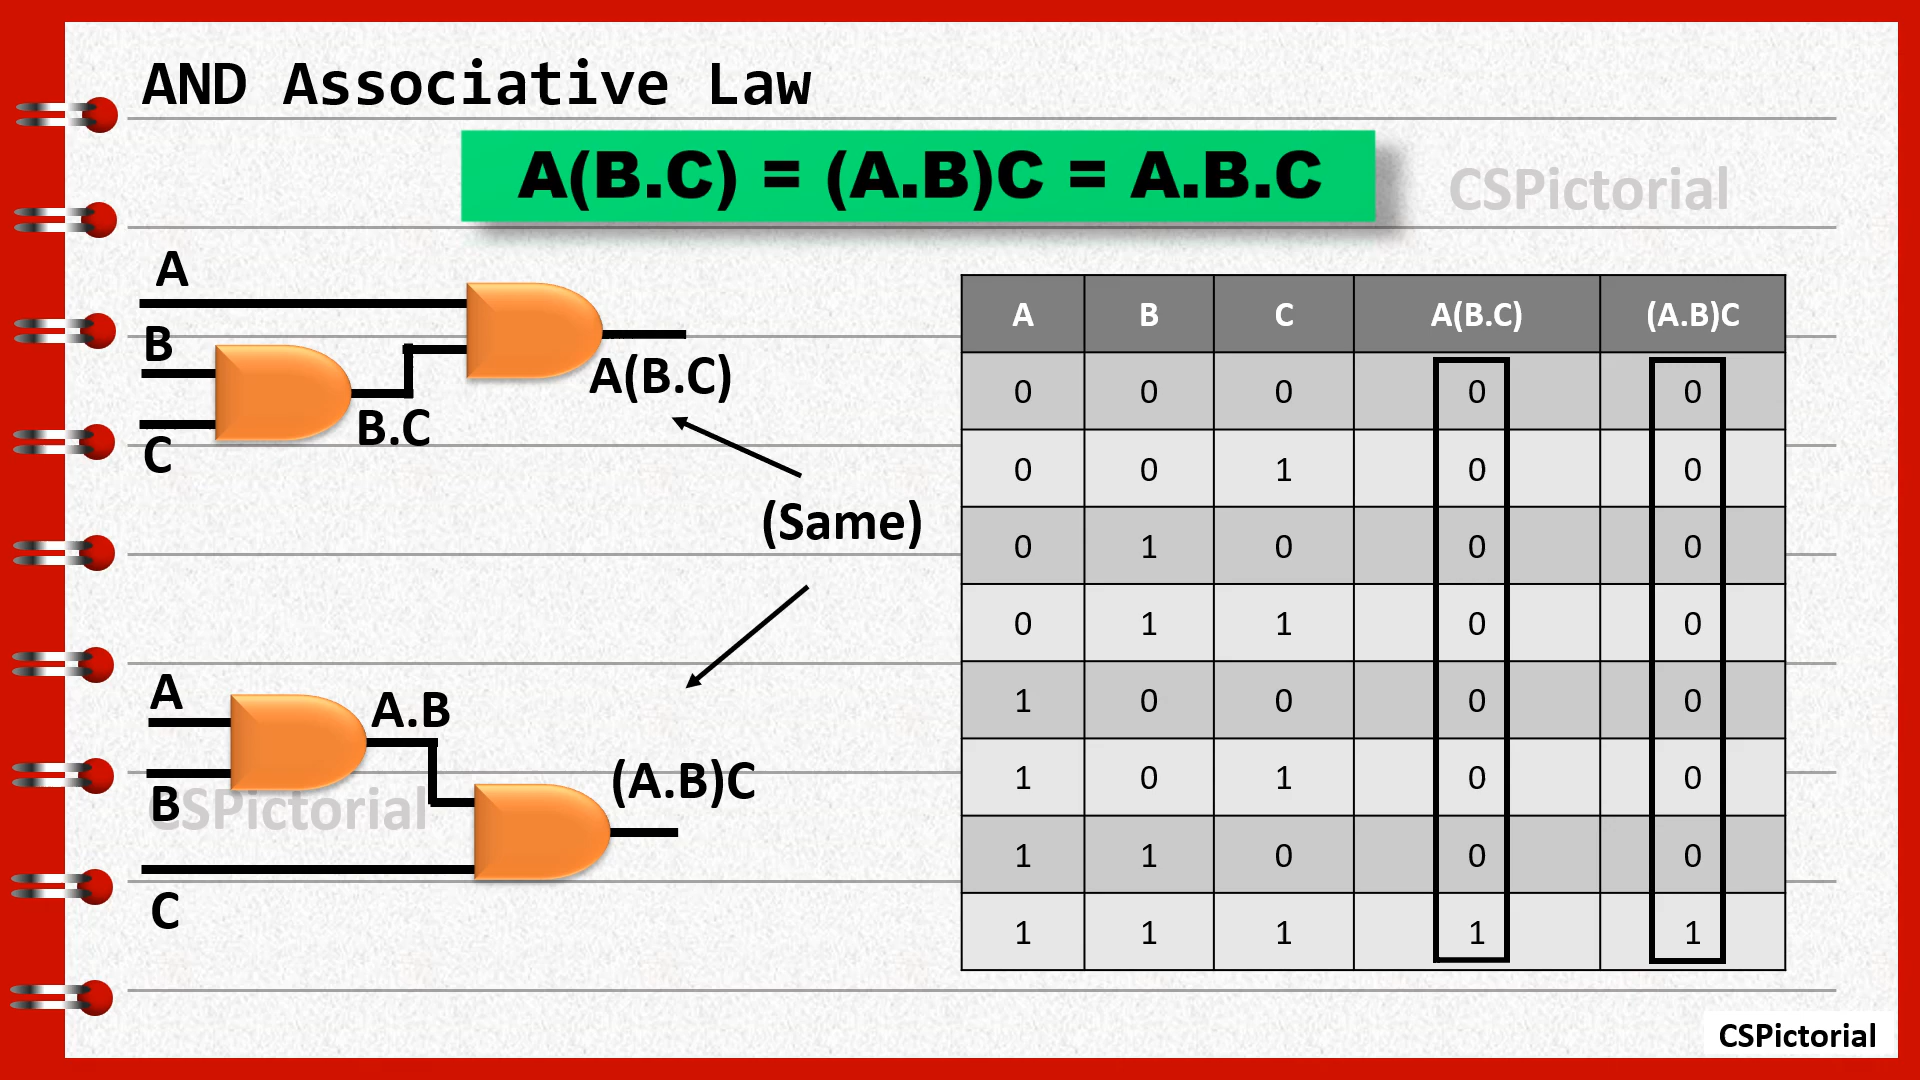 AND Associative Law
A(B.C) = (A.B)C = A.B.C
CSPictorial
A
B
C
B.C
A(B.C)
(Same)
A
B
A.B
C
(A.B)C
CSPictorial
A B C A(B.C) (A.B)C
0 0 0 0 0
0 0 1 0 0
0 1 0 0 0
0 1 1 0 0
1 0 0 0 0
1 0 1 0 0
1 1 0 0 0
1 1 1 1 1
CSPictorial